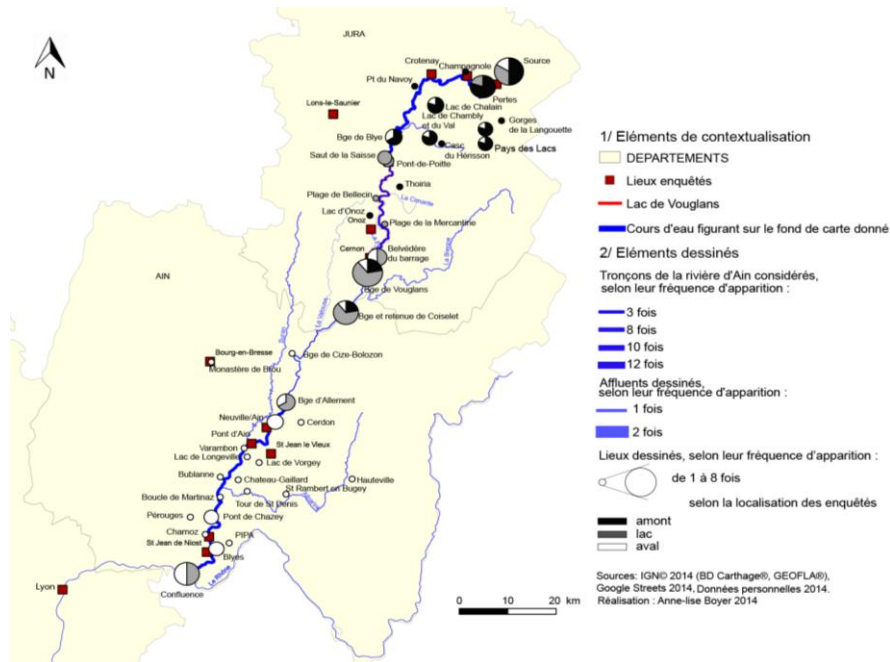 N
JURA
Crotenay
Champagnole
Source
Pt du Navoy
Pertes
Lons-le-Saunier
Lac de Chalain
Lac de Chambly
et du Val
Gorges
de la Langouette
Bge de Blye
Casc.
du Hérisson
Pays des Lacs
Saut de la Saisse
Pont-de-Poitte
Thoiria
Plage de Bellecin
Lac d'Onoz
Onoz
Plage de la Mercantine
Cernon
Belvédère
du barrage
La Bienne
Bge de Vouglans
AIN
La Valouse
Bge et retenue de Coiselet
Suran
Bge de Cize-Bolozon
Bourg-en-Bresse
Monastère de Brou
Bge d'Allement
Neuville/Ain
Cerdon
Pont d'Ain
St Jean le Vieux
Varambon
Lac de Longeville
Lac de Vorgey
Bublanne
Chateau-Gaillard
Hauteville
St Rambert en Bugey
Boucle de Martinaz
Tour de St Denis
Pérouges
Pont de Chazey
Charnoz
St Jean de Niost
PIPA
Blyes
Lyon
Le Rhône
Confluence
0 10 20 km
1/ Eléments de contextualisation
DEPARTEMENTS
Lieux enquêtés
Lac de Vouglans
Cours d'eau figurant sur le fond de carte donné
2/ Eléments dessinés
Tronçons de la rivière d'Ain considérés,
selon leur fréquence d'apparition :
3 fois
8 fois
10 fois
12 fois
Affluents dessinés,
selon leur fréquence d'apparition :
1 fois
2 fois
Lieux dessinés, selon leur fréquence d'apparition :
de 1 à 8 fois
selon la localisation des enquêtés
amont
lac
aval
Sources: IGN© 2014 (BD Carthage®, GEOFLA®),
Google Streets 2014, Données personnelles 2014.
Réalisation : Anne-lise Boyer 2014